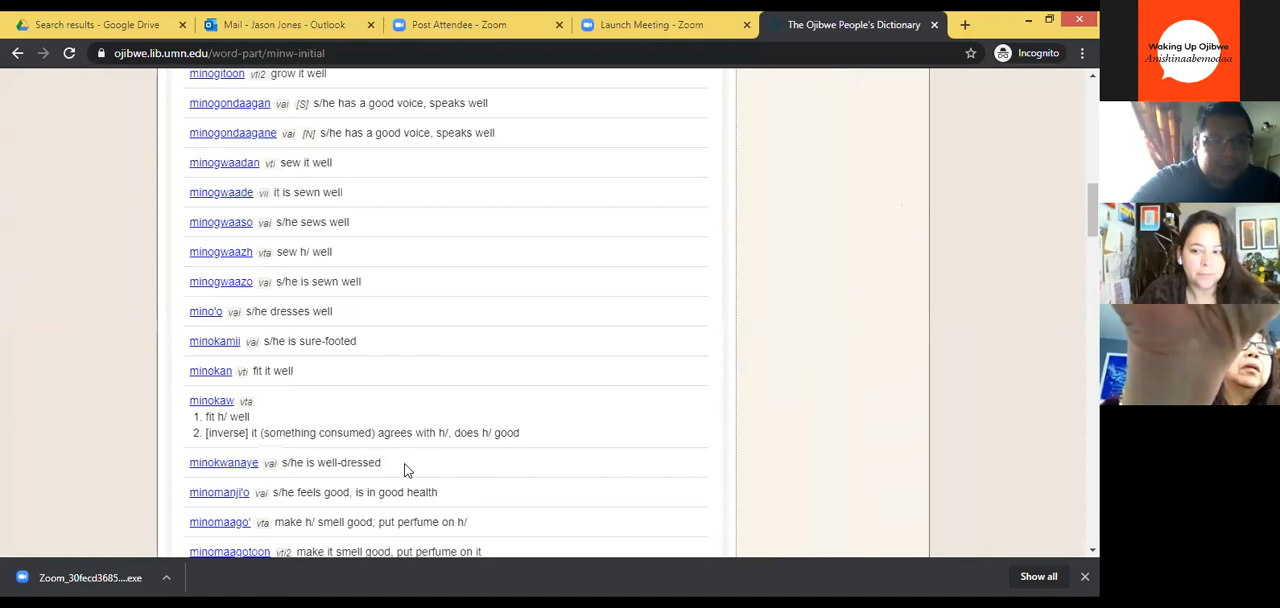 Search results - Google Drive
Mail - Jason Jones - Outlook
Post Attendee - Zoom
Launch Meeting - Zoom
The Ojibwe People's Dictionary
ojibwe.lib.umn.edu/word-part/minw-initial
Incognito
minogitoon vti2 grow it well
minogondaagan vai [S] s/he has a good voice, speaks well
minogondaagane vai [N] s/he has a good voice, speaks well
minogwaadan vti sew it well
minogwaade vii it is sewn well
minogwaaso vai s/he sews well
minogwaazh vta sew h/ well
minogwaazo vai s/he is sewn well
mino'o vai s/he dresses well
minokamii vai s/he is sure-footed
minokan vti fit it well
minokaw vta
1. fit h/ well
2. [inverse] it (something consumed) agrees with h/, does h/ good
minokwanaye vai s/he is well-dressed
minomanji'o vai s/he feels good, is in good health
minomaago' vta make h/ smell good; put perfume on h/
minomaagotoon vti2 make it smell good, put perfume on it
Zoom_30fecd3685....exe
Show all
Waking Up Ojibwe
Anishinaabemodaa